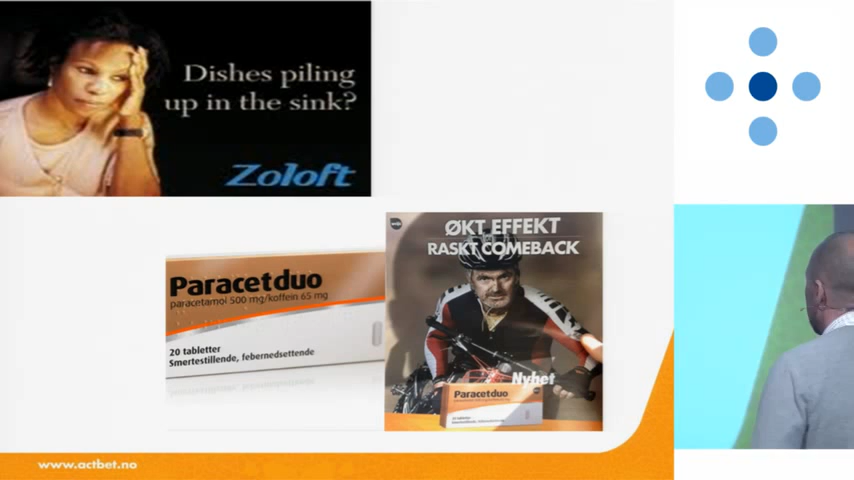 Dishes piling
up in the sink?
Zoloft
Paracetduo
paracetamol 500 mg/koffein 65 mg
20 tabletter
Smertestillende, febernedsettende
ØKT EFFEKT
RASKT COMEBACK
Nyhet
Paracetduo
www.actbet.no